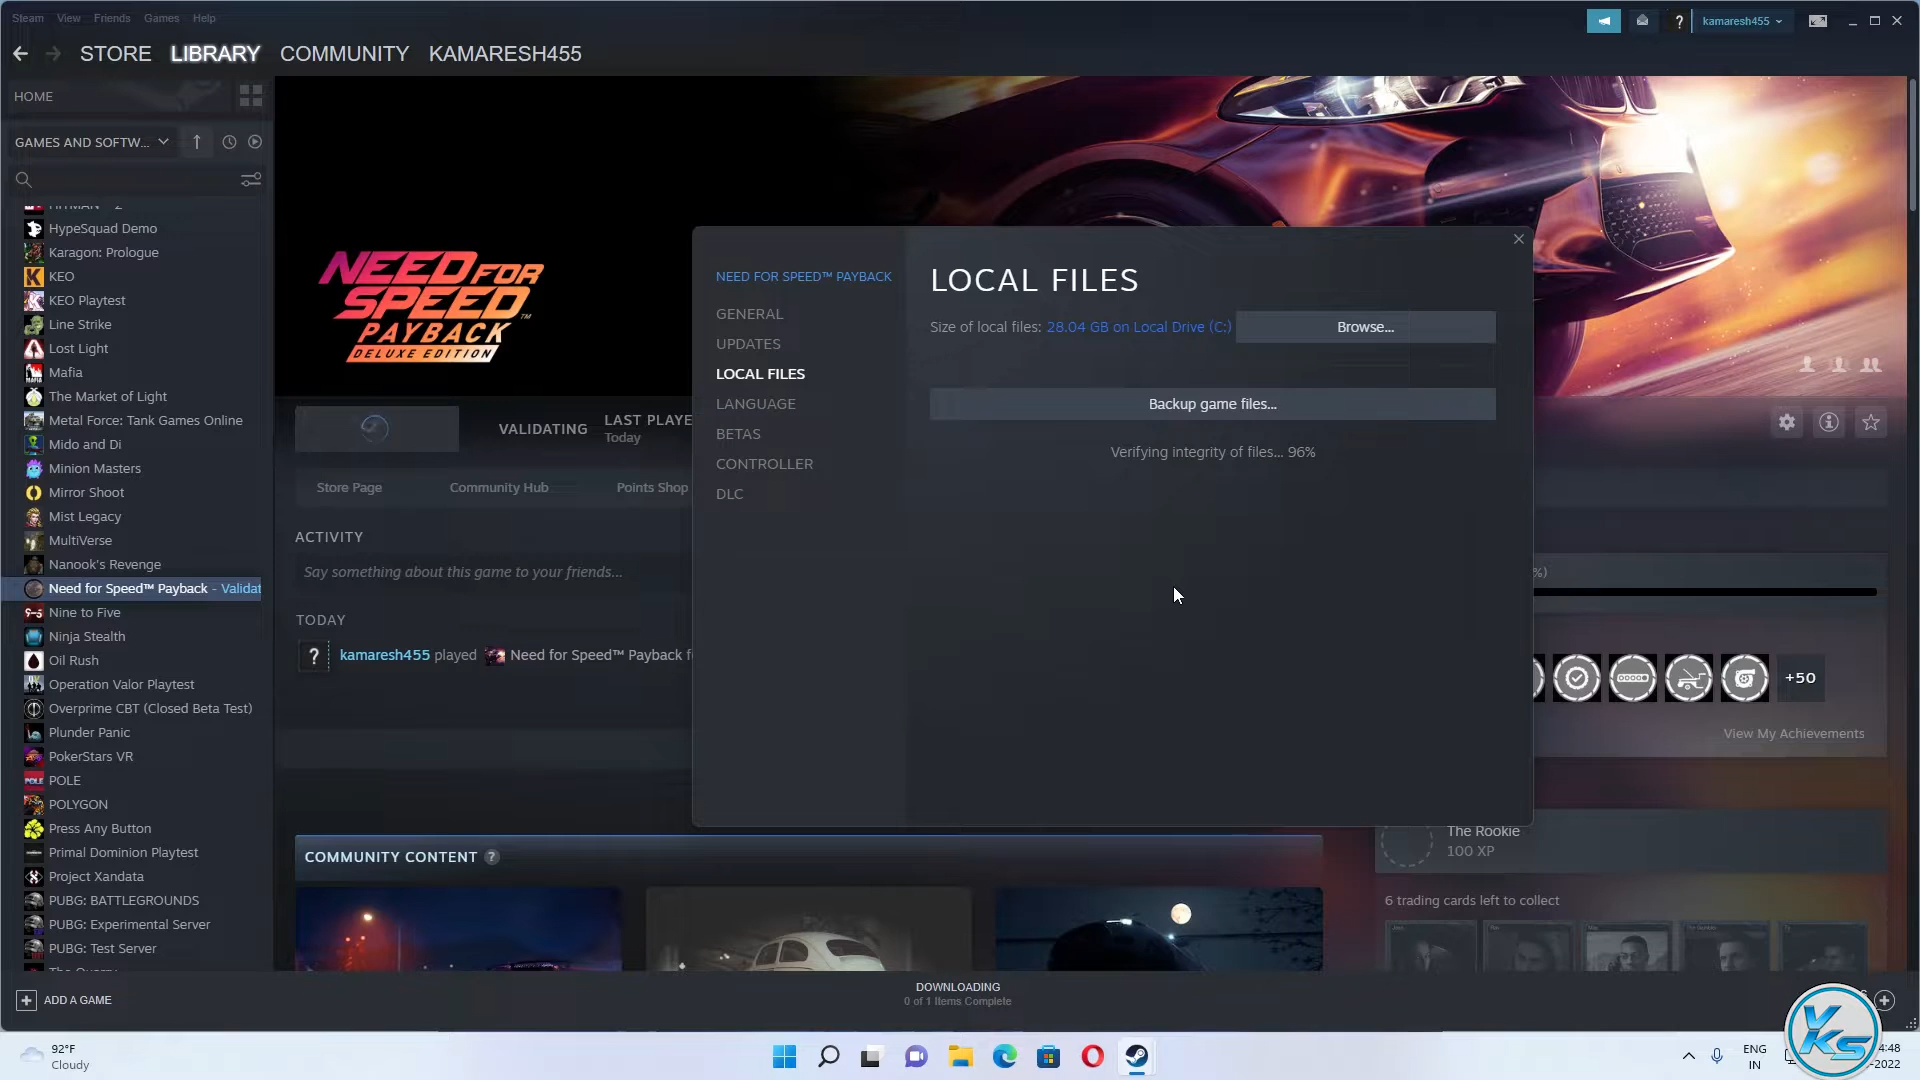 Steam View Friends Games Help
kamaresh455
STORE LIBRARY COMMUNITY KAMARESH455
HOME
GAMES AND SOFTW...
HypeSquad Demo
Karagon: Prologue
KEO
KEO Playtest
Line Strike
Lost Light
Mafia
The Market of Light
Metal Force: Tank Games Online
Mido and Di
Minion Masters
Mirror Shoot
Mist Legacy
MultiVerse
Nanook's Revenge
Need for Speed™ Payback - Validat
Nine to Five
Ninja Stealth
Oil Rush
Operation Valor Playtest
Overprime CBT (Closed Beta Test)
Plunder Panic
PokerStars VR
POLE
POLYGON
Press Any Button
Primal Dominion Playtest
Project Xandata
PUBG: BATTLEGROUNDS
PUBG: Experimental Server
PUBG: Test Server
ADD A GAME
NEED FOR
SPEED™
PAYBACK
DELUXE EDITION
VALIDATING
LAST PLAYE
Today
Store Page Community Hub Points Shop
ACTIVITY
Say something about this game to your friends...
TODAY
kamaresh455 played Need for Speed™ Payback f
COMMUNITY CONTENT ?
NEED FOR SPEED™ PAYBACK
GENERAL
UPDATES
LOCAL FILES
LANGUAGE
BETAS
CONTROLLER
DLC
LOCAL FILES
Size of local files: 28.04 GB on Local Drive (C:)
Browse...
Backup game files...
Verifying integrity of files... 96%
%)
+50
View My Achievements
The Rookie
100 XP
6 trading cards left to collect
DOWNLOADING
0 of 1 Items Complete
92°F
Cloudy
ENG
IN
4:48
-2022
YKS